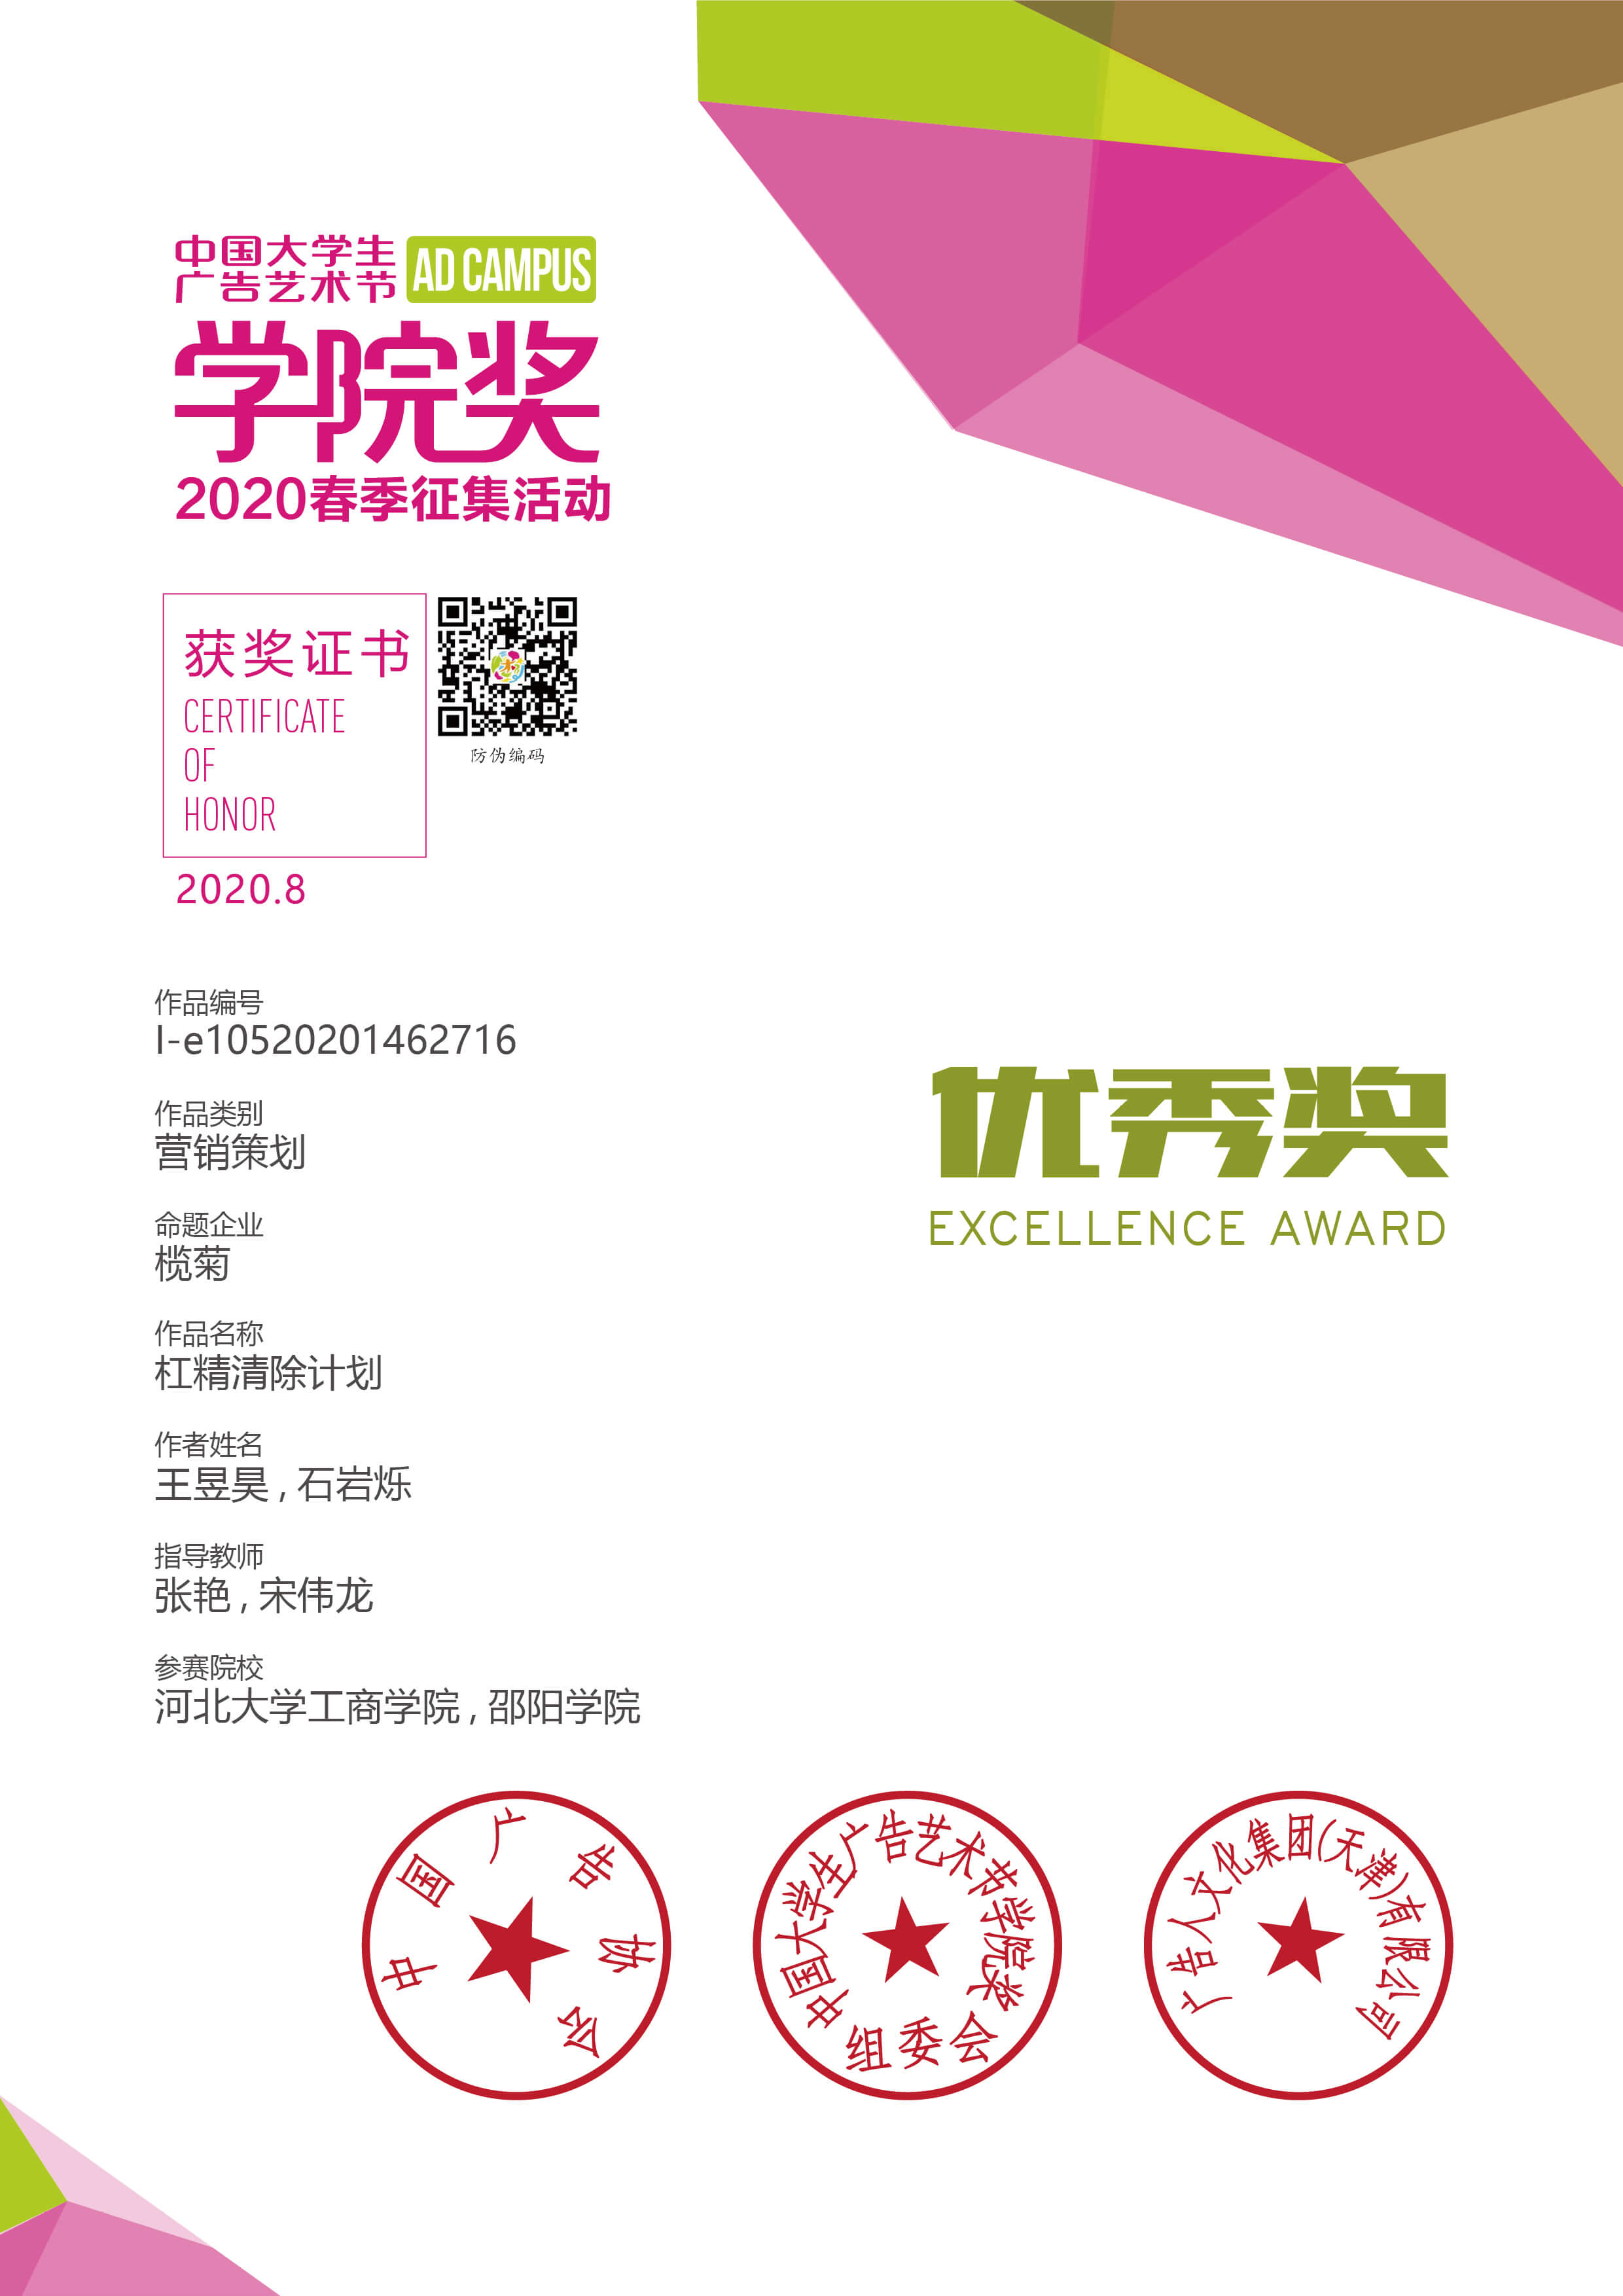 中国大学生
广告艺术节
AD CAMPUS
学院奖
2020春季征集活动
获奖证书
CERTIFICATE
OF
HONOR
防伪编码
2020.8
作品编号
I-e10520201462716
作品类别
营销策划
命题企业
榄菊
作品名称
杠精清除计划
作者姓名
王昱昊 , 石岩烁
指导教师
张艳 , 宋伟龙
参赛院校
河北大学工商学院 , 邵阳学院
优秀奖
EXCELLENCE AWARD
中国广告协会
中国大学生广告艺术节学院奖
组委会
广告人文化集团(天津)有限公司